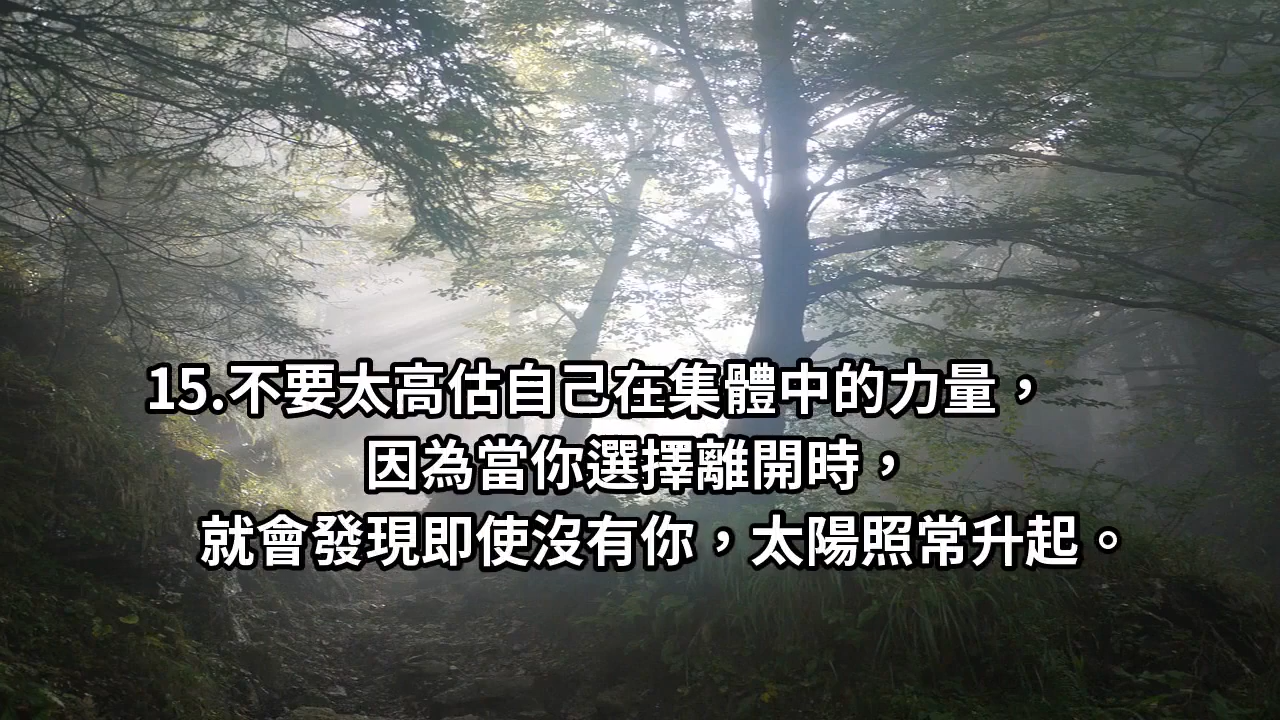 15.不要太高估自己在集體中的力量，
因為當你選擇離開時，
就會發現即使沒有你，太陽照常升起。